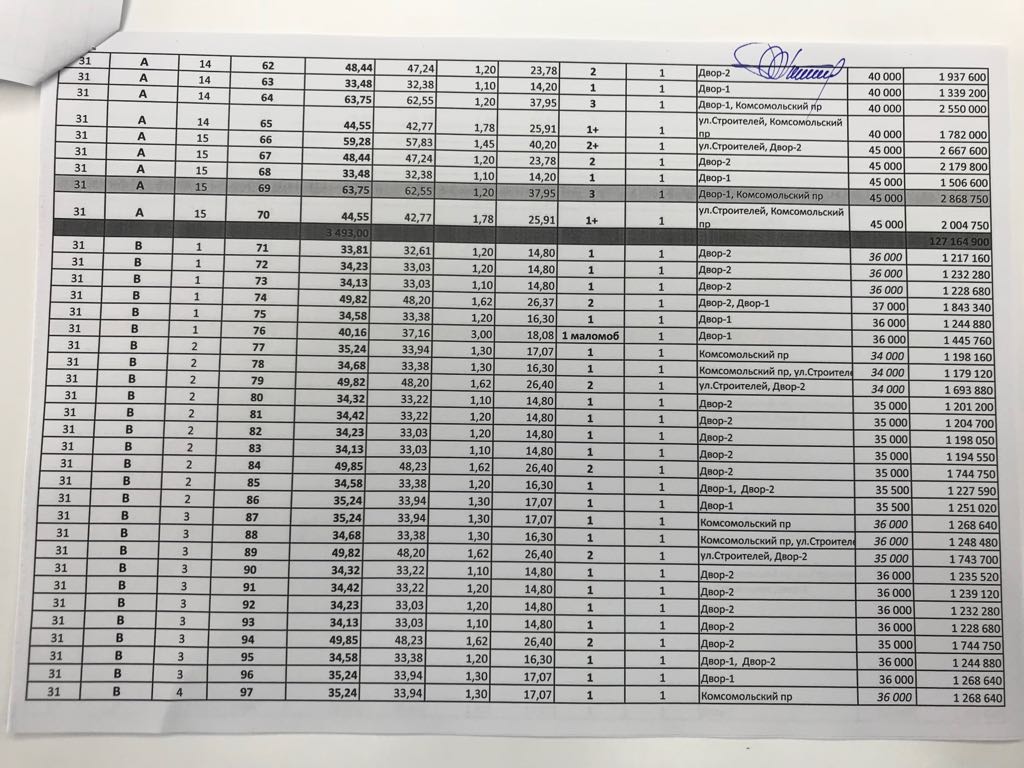 31 А 14 62 48,44 47,24 1,20 23,78 2 1 Двор-2 40 000 1 937 600
31 А 14 63 33,48 32,38 1,10 14,20 1 1 Двор-1 40 000 1 339 200
31 А 14 64 63,75 62,55 1,20 37,95 3 1 Двор-1, Комсомольский пр 40 000 2 550 000
31 А 14 65 44,55 42,77 1,78 25,91 1+ 1 ул.Строителей, Комсомольский пр 40 000 1 782 000
31 А 15 66 59,28 57,83 1,45 40,20 2+ 1 ул.Строителей, Двор-2 45 000 2 667 600
31 А 15 67 48,44 47,24 1,20 23,78 2 1 Двор-2 45 000 2 179 800
31 А 15 68 33,48 32,38 1,10 14,20 1 1 Двор-1 45 000 1 506 600
31 А 15 69 63,75 62,55 1,20 37,95 3 1 Двор-1, Комсомольский пр 45 000 2 868 750
31 А 15 70 44,55 42,77 1,78 25,91 1+ 1 ул.Строителей, Комсомольский пр 45 000 2 004 750
3 493,00 127 164 900
31 В 1 71 33,81 32,61 1,20 14,80 1 1 Двор-2 36 000 1 217 160
31 В 1 72 34,23 33,03 1,20 14,80 1 1 Двор-2 36 000 1 232 280
31 В 1 73 34,13 33,03 1,10 14,80 1 1 Двор-2 36 000 1 228 680
31 В 1 74 49,82 48,20 1,62 26,37 2 1 Двор-2, Двор-1 37 000 1 843 340
31 В 1 75 34,58 33,38 1,20 16,30 1 1 Двор-1 36 000 1 244 880
31 В 1 76 40,16 37,16 3,00 18,08 1 маломоб 1 Двор-1 36 000 1 445 760
31 В 2 77 35,24 33,94 1,30 17,07 1 1 Комсомольский пр 34 000 1 198 160
31 В 2 78 34,68 33,38 1,30 16,30 1 1 Комсомольский пр, ул.Строителе 34 000 1 179 120
31 В 2 79 49,82 48,20 1,62 26,40 2 1 ул.Строителей, Двор-2 34 000 1 693 880
31 В 2 80 34,32 33,22 1,10 14,80 1 1 Двор-2 35 000 1 201 200
31 В 2 81 34,42 33,22 1,20 14,80 1 1 Двор-2 35 000 1 204 700
31 В 2 82 34,23 33,03 1,20 14,80 1 1 Двор-2 35 000 1 198 050
31 В 2 83 34,13 33,03 1,10 14,80 1 1 Двор-2 35 000 1 194 550
31 В 2 84 49,85 48,23 1,62 26,40 2 1 Двор-2 35 000 1 744 750
31 В 2 85 34,58 33,38 1,20 16,30 1 1 Двор-1, Двор-2 35 500 1 227 590
31 В 2 86 35,24 33,94 1,30 17,07 1 1 Двор-1 35 500 1 251 020
31 В 3 87 35,24 33,94 1,30 17,07 1 1 Комсомольский пр 36 000 1 268 640
31 В 3 88 34,68 33,38 1,30 16,30 1 1 Комсомольский пр, ул.Строителе 36 000 1 248 480
31 В 3 89 49,82 48,20 1,62 26,40 2 1 ул.Строителей, Двор-2 35 000 1 743 700
31 В 3 90 34,32 33,22 1,10 14,80 1 1 Двор-2 36 000 1 235 520
31 В 3 91 34,42 33,22 1,20 14,80 1 1 Двор-2 36 000 1 239 120
31 В 3 92 34,23 33,03 1,20 14,80 1 1 Двор-2 36 000 1 232 280
31 В 3 93 34,13 33,03 1,10 14,80 1 1 Двор-2 36 000 1 228 680
31 В 3 94 49,85 48,23 1,62 26,40 2 1 Двор-2 35 000 1 744 750
31 В 3 95 34,58 33,38 1,20 16,30 1 1 Двор-1, Двор-2 36 000 1 244 880
31 В 3 96 35,24 33,94 1,30 17,07 1 1 Двор-1 36 000 1 268 640
31 В 4 97 35,24 33,94 1,30 17,07 1 1 Комсомольский пр 36 000 1 268 640